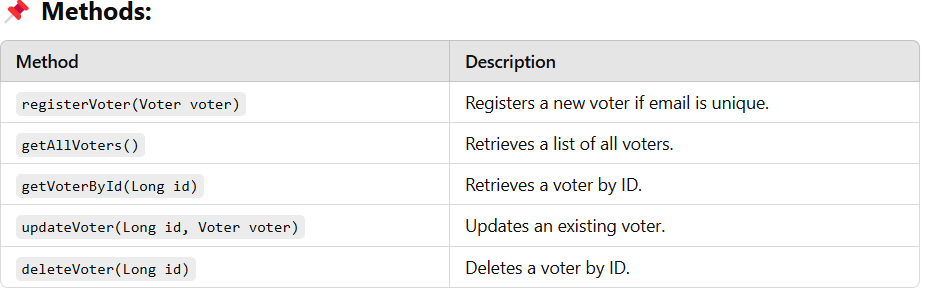 📌 Methods:
Method Description
registerVoter(Voter voter) Registers a new voter if email is unique.
getAllVoters() Retrieves a list of all voters.
getVoterById(Long id) Retrieves a voter by ID.
updateVoter(Long id, Voter voter) Updates an existing voter.
deleteVoter(Long id) Deletes a voter by ID.